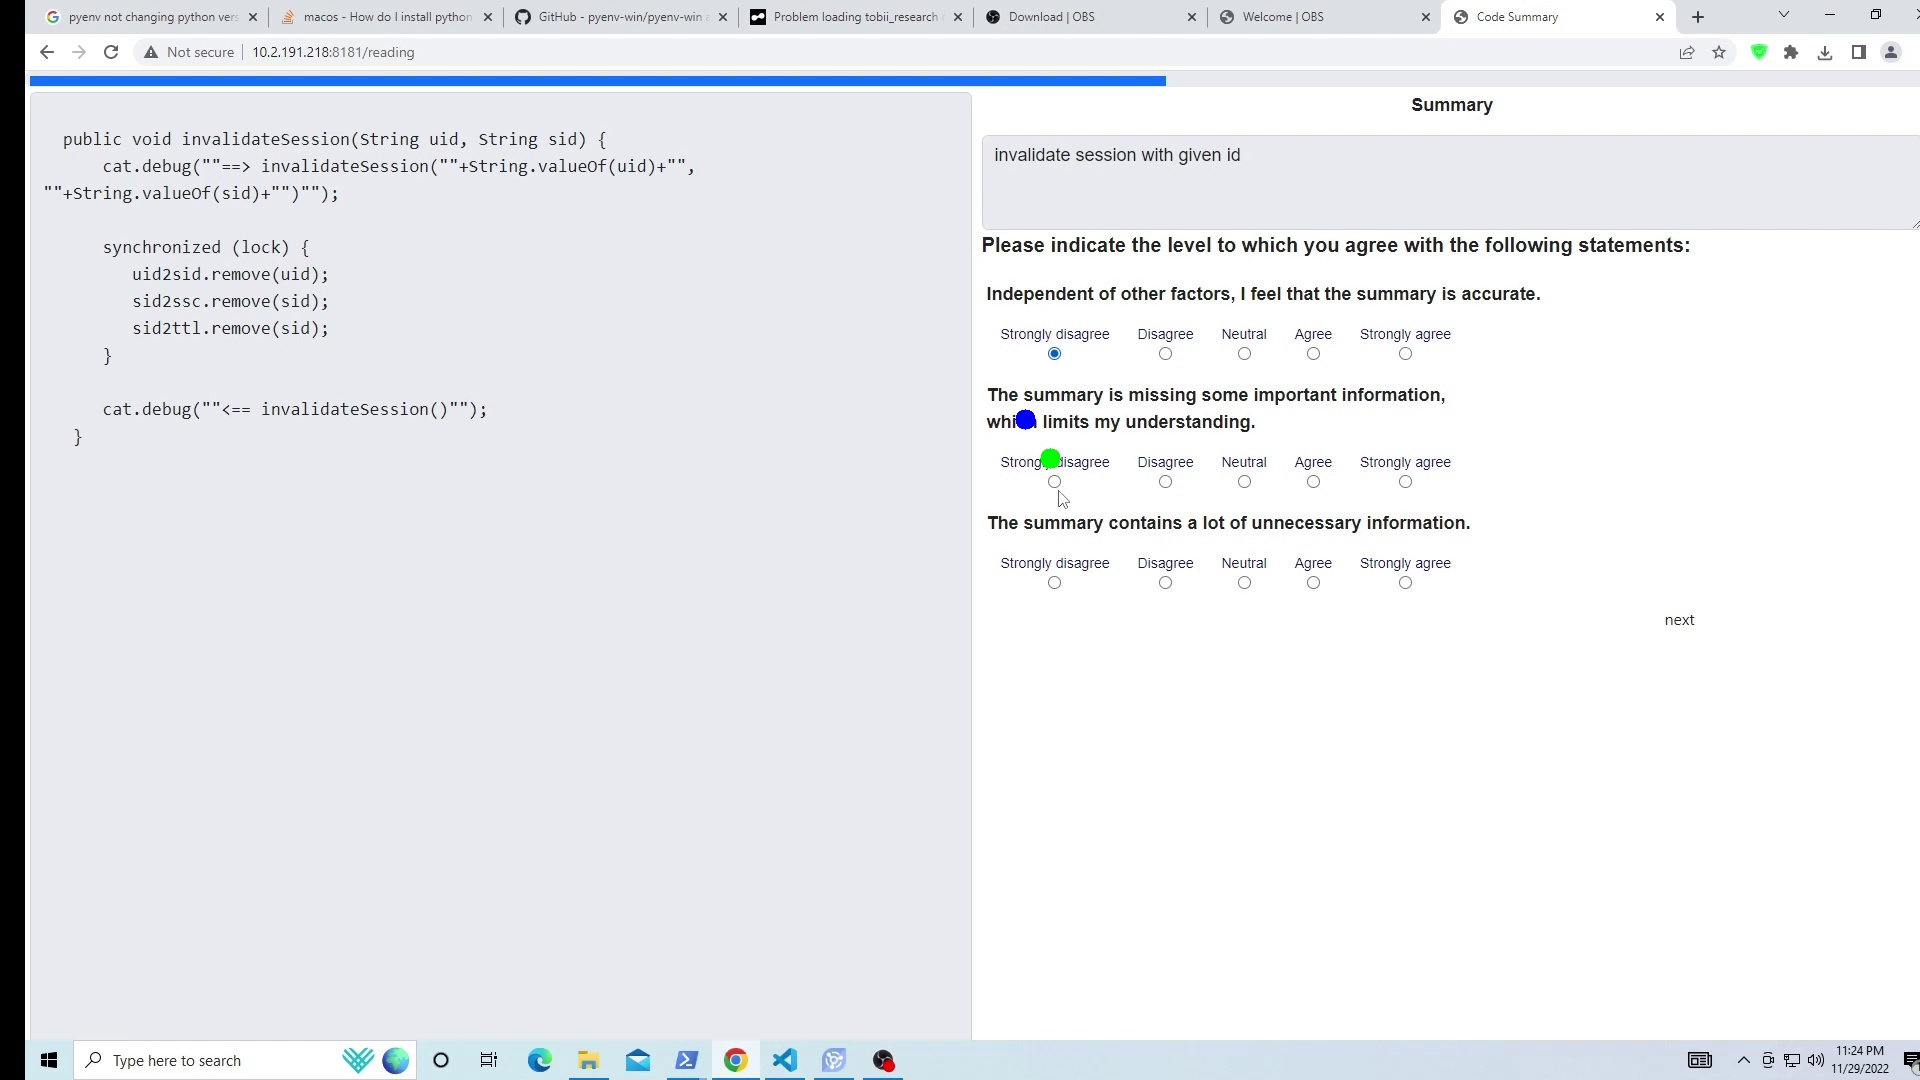 pyenv not changing python vers
macos - How do I install python
GitHub - pyenv-win/pyenv-win a
Problem loading tobii_research
Download | OBS
Welcome | OBS
Code Summary
Not secure
10.2.191.218:8181/reading
public void invalidateSession(String uid, String sid) {
cat.debug(""==> invalidateSession(""+String.valueOf(uid)+"",
""+String.valueOf(sid)+"")"");
synchronized (lock) {
uid2sid.remove(uid);
sid2ssc.remove(sid);
sid2ttl.remove(sid);
}
cat.debug(""<== invalidateSession()"");
}
Summary
invalidate session with given id
Please indicate the level to which you agree with the following statements:
Independent of other factors, I feel that the summary is accurate.
Strongly disagree Disagree Neutral Agree Strongly agree
The summary is missing some important information,
which limits my understanding.
Strongly disagree Disagree Neutral Agree Strongly agree
The summary contains a lot of unnecessary information.
Strongly disagree Disagree Neutral Agree Strongly agree
next
Type here to search
11:24 PM
11/29/2022